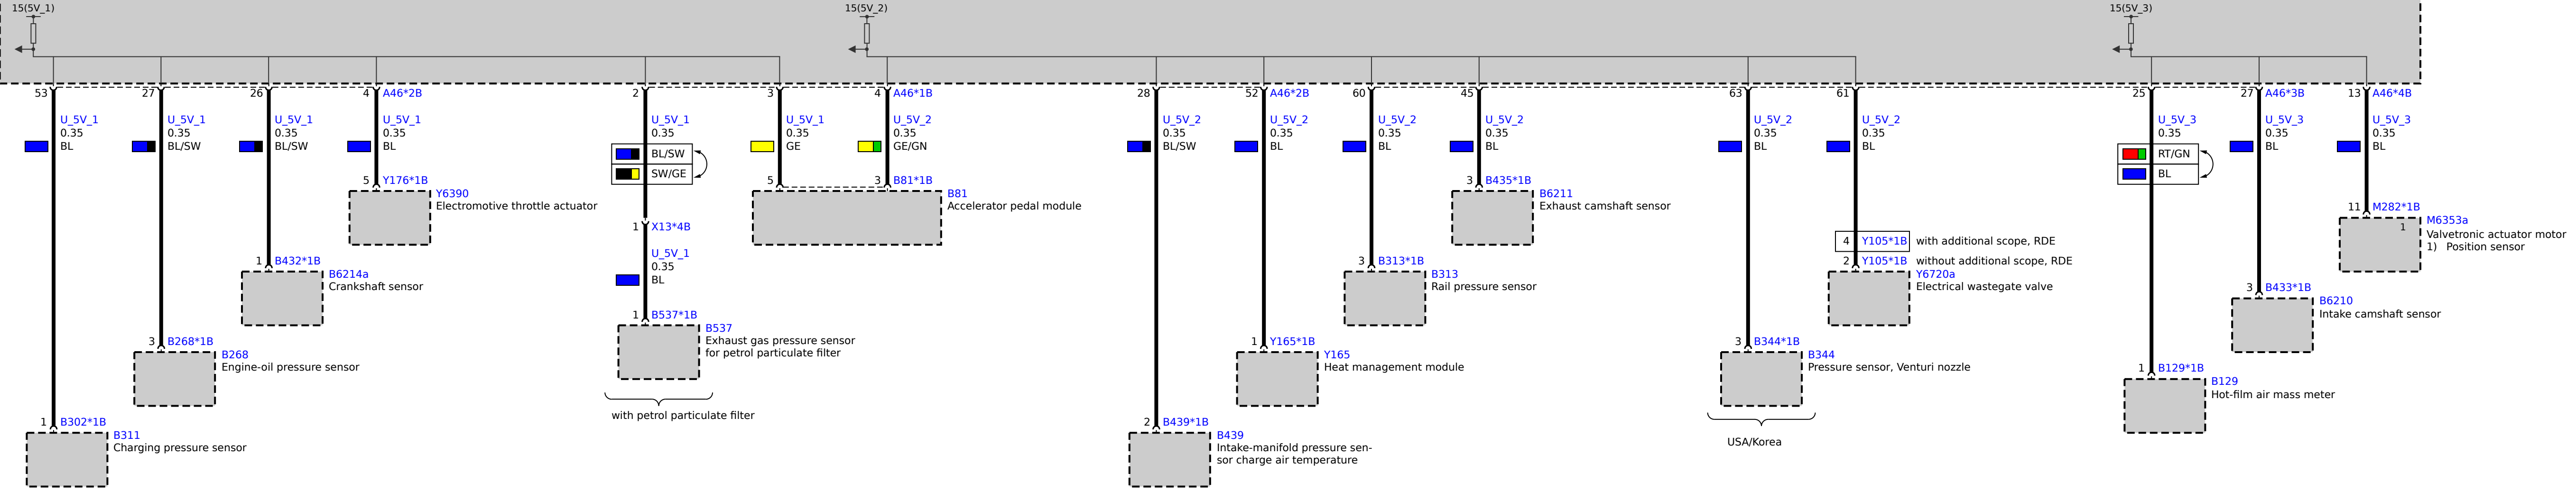 15(5V_1)
15(5V_2)
15(5V_3)
53
27
26
4 A46*2B
2
3
4 A46*1B
28
52 A46*2B
60
45
63
61
25
27 A46*3B
13 A46*4B
U_5V_1
0.35
BL
U_5V_1
0.35
BL/SW
U_5V_1
0.35
BL/SW
U_5V_1
0.35
BL
U_5V_1
0.35
BL/SW
SW/GE
U_5V_1
0.35
GE
U_5V_2
0.35
GE/GN
U_5V_2
0.35
BL/SW
U_5V_2
0.35
BL
U_5V_2
0.35
BL
U_5V_2
0.35
BL
U_5V_2
0.35
BL
U_5V_2
0.35
BL
U_5V_3
0.35
RT/GN
BL
U_5V_3
0.35
BL
U_5V_3
0.35
BL
5 Y176*1B
Y6390
Electromotive throttle actuator
5
3 B81*1B
B81
Accelerator pedal module
3 B435*1B
B6211
Exhaust camshaft sensor
11 M282*1B
1
M6353a
Valvetronic actuator motor
1) Position sensor
1 X13*4B
U_5V_1
0.35
BL
4 Y105*1B with additional scope, RDE
2 Y105*1B without additional scope, RDE
Y6720a
Electrical wastegate valve
1 B432*1B
B6214a
Crankshaft sensor
3 B313*1B
B313
Rail pressure sensor
3 B433*1B
B6210
Intake camshaft sensor
1 B537*1B
B537
Exhaust gas pressure sensor
for petrol particulate filter
with petrol particulate filter
3 B268*1B
B268
Engine-oil pressure sensor
1 Y165*1B
Y165
Heat management module
3 B344*1B
B344
Pressure sensor, Venturi nozzle
USA/Korea
1 B129*1B
B129
Hot-film air mass meter
1 B302*1B
B311
Charging pressure sensor
2 B439*1B
B439
Intake-manifold pressure sen-
sor charge air temperature